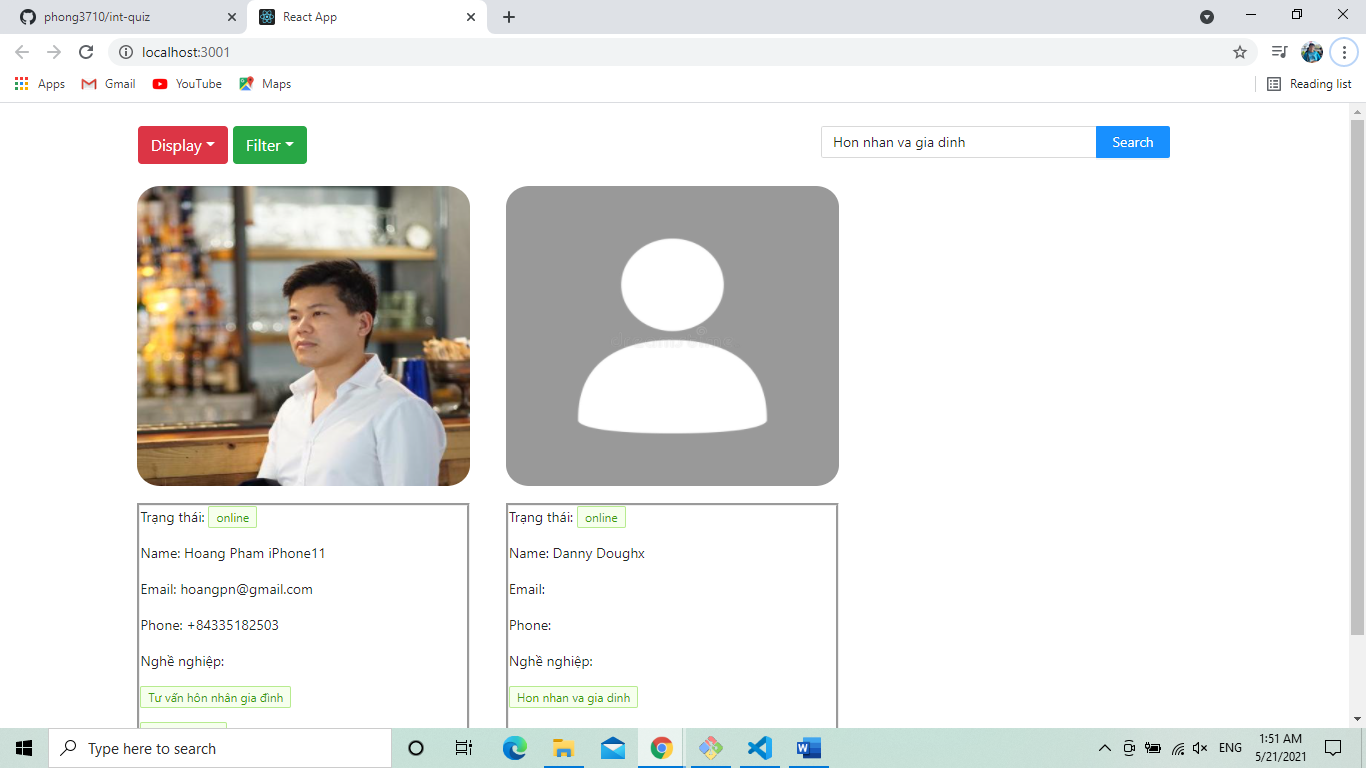 phong3710/int-quiz
React App
localhost:3001
Apps
Gmail
YouTube
Maps
Reading list
Display
Filter
Hon nhan va gia dinh
Search
Trạng thái: online
Name: Hoang Pham iPhone11
Email: hoangpn@gmail.com
Phone: +84335182503
Nghề nghiệp:
Tư vấn hôn nhân gia đình
Trạng thái: online
Name: Danny Doughx
Email:
Phone:
Nghề nghiệp:
Hon nhan va gia dinh
Type here to search
ENG
1:51 AM
5/21/2021